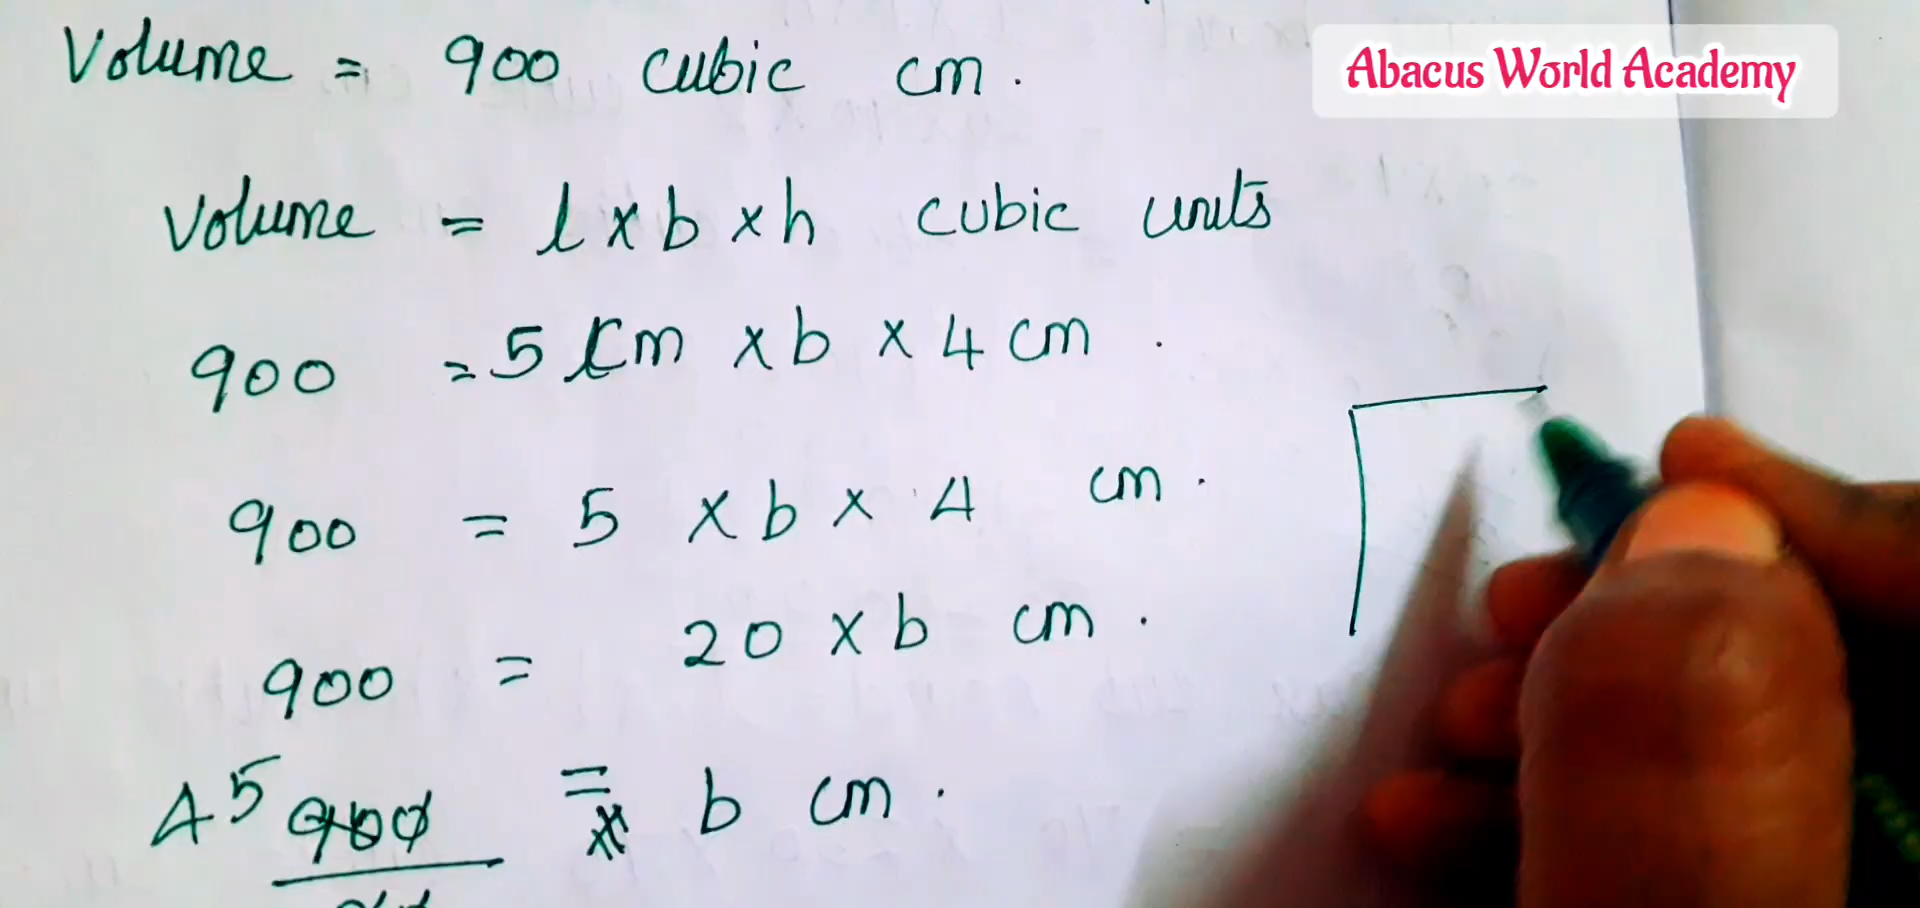 Volume = 900 cubic cm.
Abacus World Academy
Volume = l x b x h cubic units
900 = 5 cm x b x 4 cm.
900 = 5 x b x 4 cm.
900 = 20 x b cm.
45 900 = b cm.